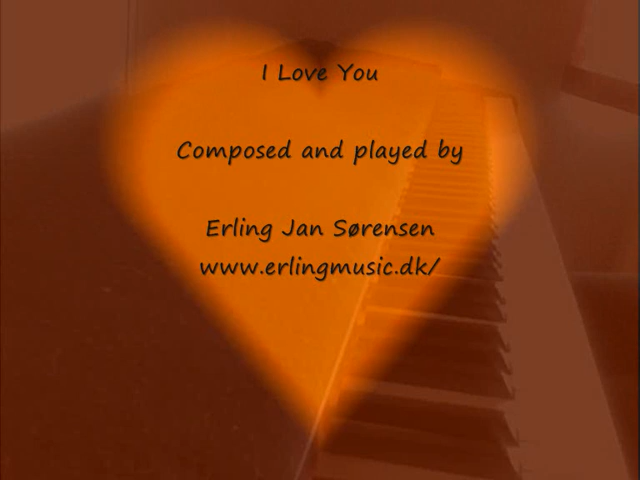 I Love You
Composed and played by
Erling Jan Sørensen
www.erlingmusic.dk/